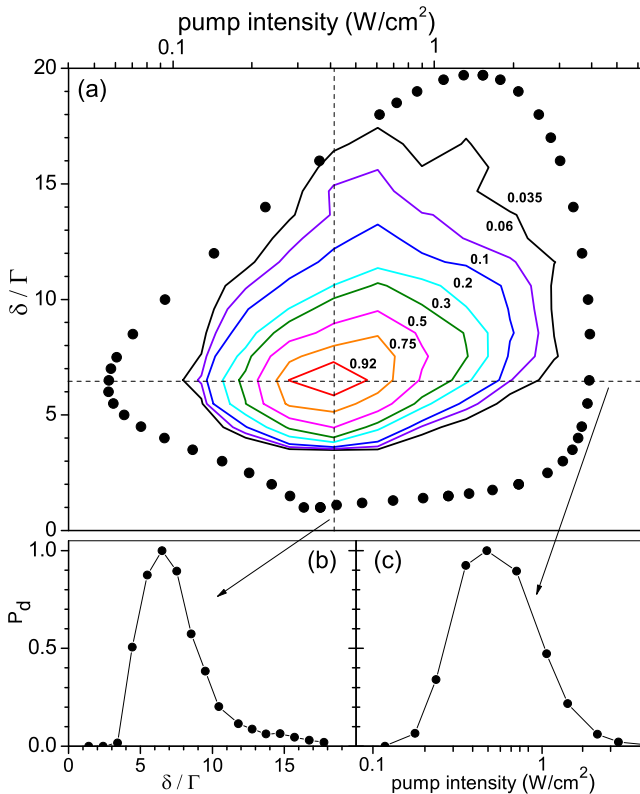 pump intensity (W/cm²)
0.1 1
20 (a)
15
10
5
0
δ / Γ
0.035
0.06
0.1
0.2
0.3
0.5
0.75
0.92
1.0 (b) (c)
0.5
0.0
P_d
0 5 10 15 0.1 1
δ / Γ pump intensity (W/cm²)